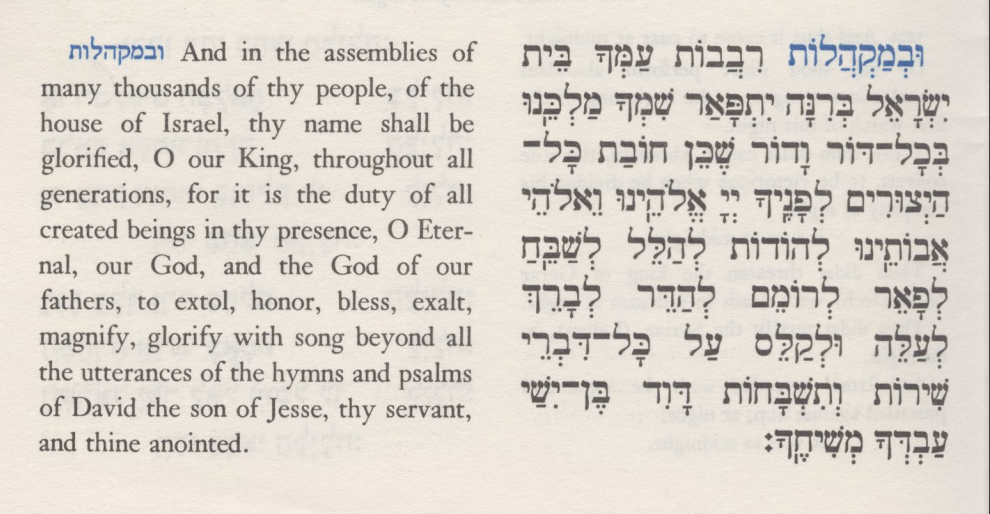 ובמקהלות And in the assemblies of
many thousands of thy people, of the
house of Israel, thy name shall be
glorified, O our King, throughout all
generations, for it is the duty of all
created beings in thy presence, O Eter-
nal, our God, and the God of our
fathers, to extol, honor, bless, exalt,
magnify, glorify with song beyond all
the utterances of the hymns and psalms
of David the son of Jesse, thy servant,
and thine anointed.
וּבְמַקְהֲלוֹת רִבְבוֹת עַמְּךָ בֵּית
יִשְׂרָאֵל בְּרִנָּה יִתְפָּאַר שִׁמְךָ מַלְכֵּנוּ
בְּכָל־דּוֹר וָדוֹר שֶׁכֵּן חוֹבַת כָּל־
הַיְצוּרִים לְפָנֶיךָ יְיָ אֱלֹהֵינוּ וֵאלֹהֵי
אֲבוֹתֵינוּ לְהוֹדוֹת לְהַלֵּל לְשַׁבֵּחַ
לְפָאֵר לְרוֹמֵם לְהַדֵּר לְבָרֵךְ
לְעַלֵּה וּלְקַלֵּס עַל כָּל־דִּבְרֵי
שִׁירוֹת וְתִשְׁבְּחוֹת דָּוִד בֶּן־יִשַׁי
עַבְדְּךָ מְשִׁיחֶךָ: